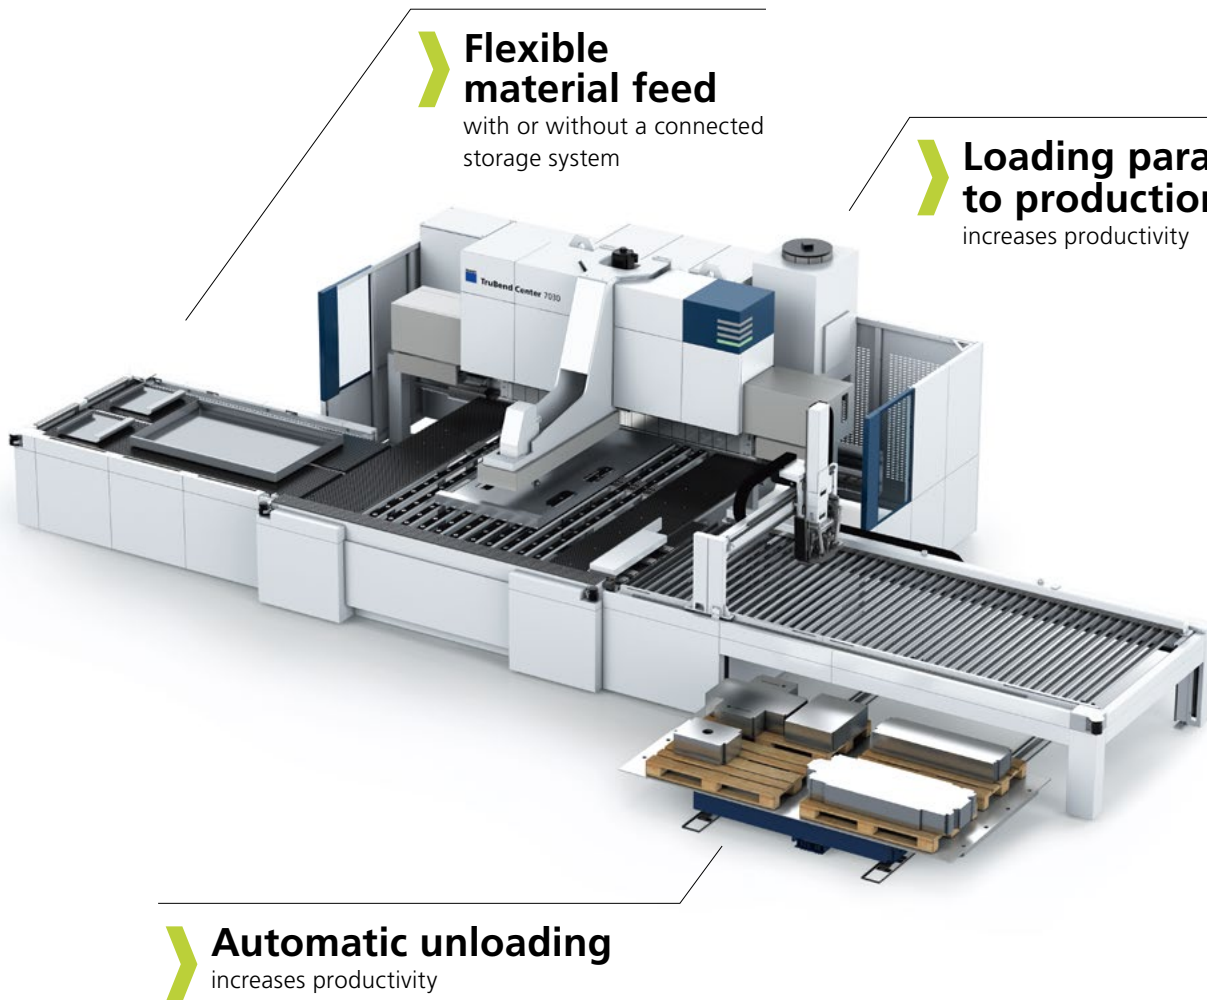 Flexible
material feed
with or without a connected
storage system
Loading para
to production
increases productivity
TruBend Center 7030
Automatic unloading
increases productivity